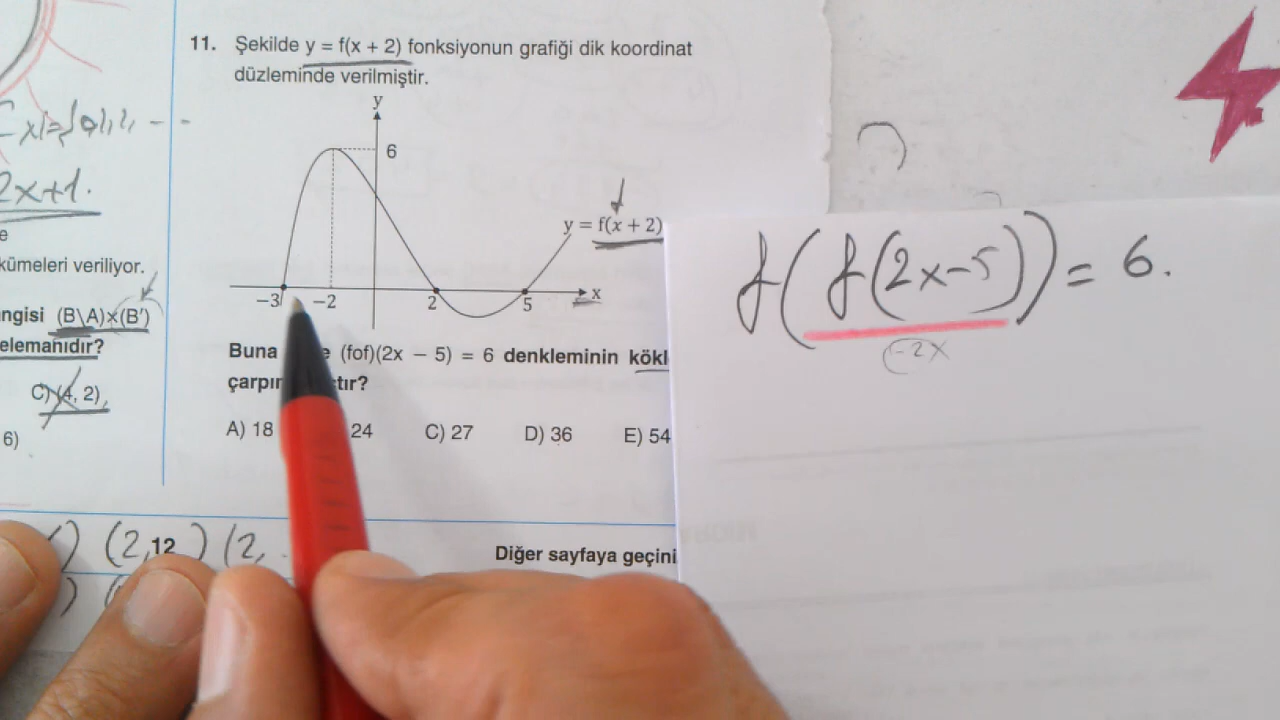 11. Şekilde y = f(x + 2) fonksiyonun grafiği dik koordinat
düzleminde verilmiştir.
y
6
y = f(x + 2)
-3
-2
2
5
x
Buna (fof)(2x - 5) = 6 denkleminin kökl
çarpır tır?
A) 18 24 C) 27 D) 36 E) 54
Diğer sayfaya geçini
f(f(2x-5)) = 6.
-2x
2x+1.
e
kümeleri veriliyor.
ngisi (B\A)x(B')
elemanıdır?
C) (4, 2)
6)
) (2,12) (2,